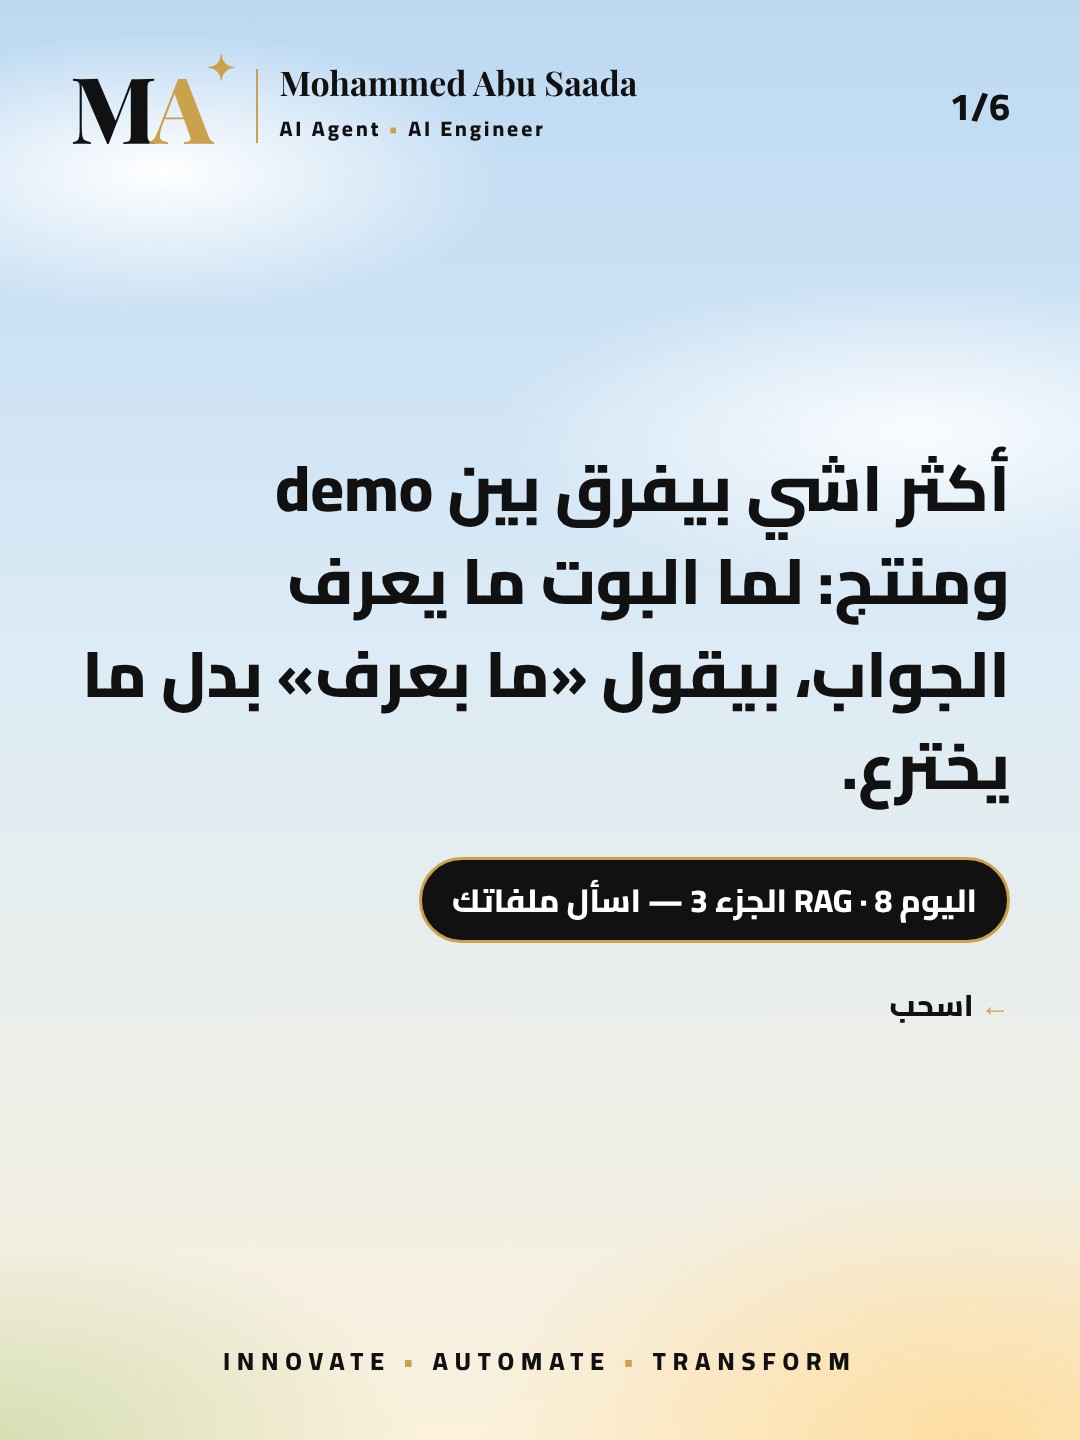 MA
Mohammed Abu Saada
AI Agent ▪ AI Engineer
1/6
أكثر اشي بيفرق بين demo
ومنتج: لما البوت ما يعرف
الجواب، بيقول «ما بعرف» بدل ما
يخترع.
اليوم 8 · RAG الجزء 3 — اسأل ملفاتك
← اسحب
INNOVATE ▪ AUTOMATE ▪ TRANSFORM